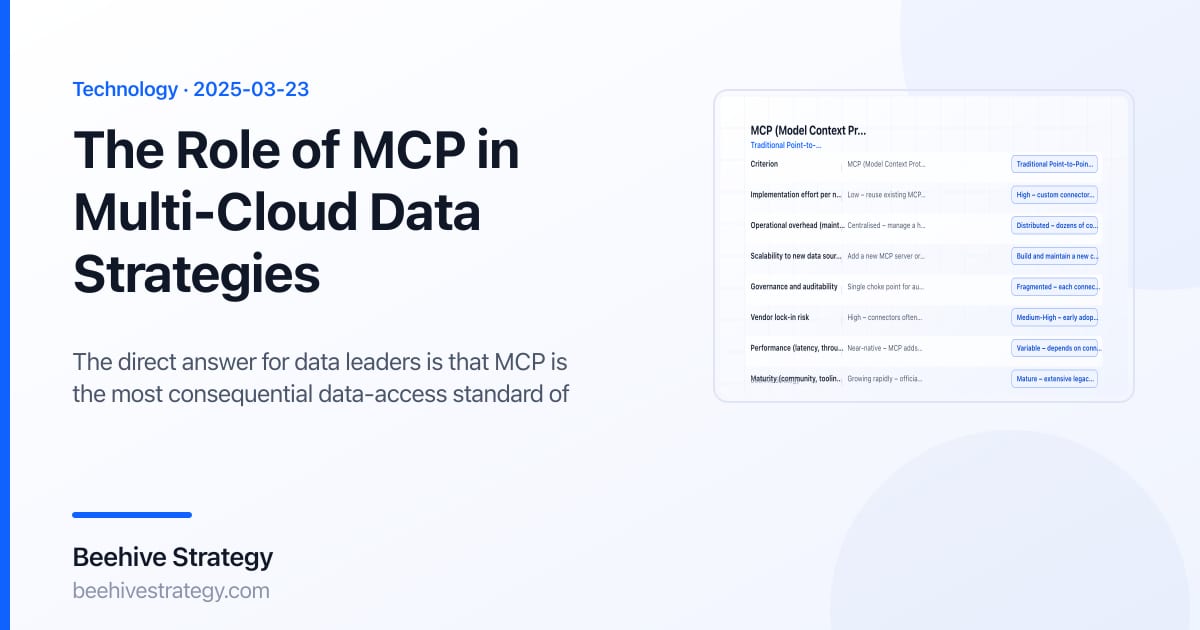 Technology · 2025-03-23
The Role of MCP in
Multi-Cloud Data
Strategies
The direct answer for data leaders is that MCP is
the most consequential data-access standard of
Beehive Strategy
beehivestrategy.com
MCP (Model Context Pr...
Traditional Point-to-...
Criterion MCP (Model Context Prot... Traditional Point-to-Poin...
Implementation effort per n... Low – reuse existing MCP... High – custom connector...
Operational overhead (maint... Centralised – manage a h... Distributed – dozens of co...
Scalability to new data sour... Add a new MCP server or... Build and maintain a new c...
Governance and auditability Single choke point for au... Fragmented – each connec...
Vendor lock-in risk High – connectors often... Medium-High – early adop...
Performance (latency, throu... Near-native – MCP adds... Variable – depends on conn...
Maturity (community, toolin... Growing rapidly – officia... Mature – extensive legac...